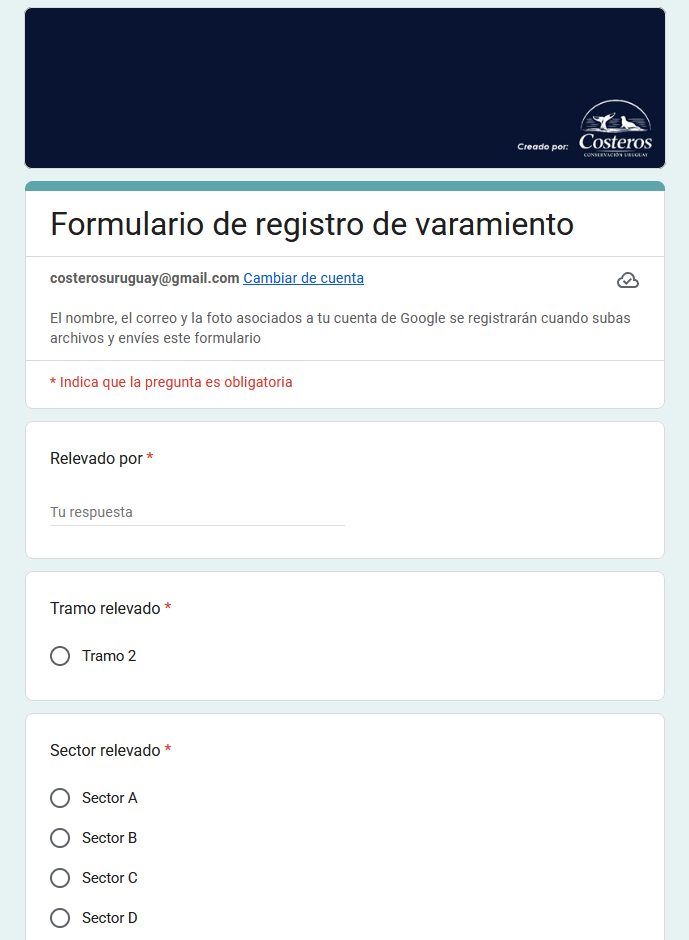 Creado por:
Costeros
CONSERVACIÓN URUGUAY
Formulario de registro de varamiento
costerosuruguay@gmail.com Cambiar de cuenta
El nombre, el correo y la foto asociados a tu cuenta de Google se registrarán cuando subas
archivos y envíes este formulario
* Indica que la pregunta es obligatoria
Relevado por *
Tu respuesta
Tramo relevado *
Tramo 2
Sector relevado *
Sector A
Sector B
Sector C
Sector D